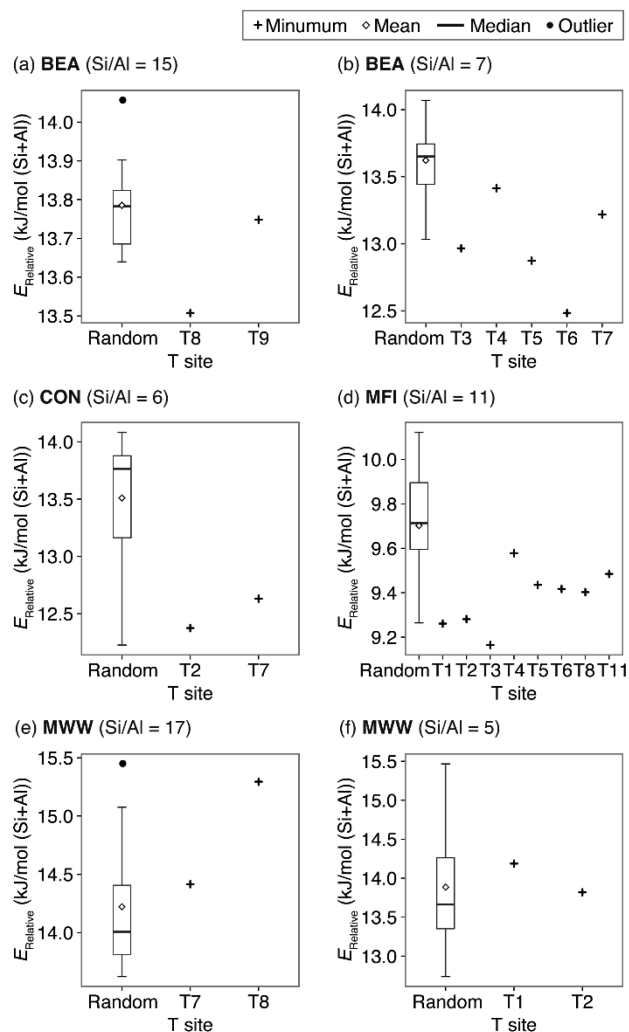 Minumum Mean Median Outlier
(a) BEA (Si/Al = 15)
14.0
13.9
13.8
13.7
13.6
13.5
E_Relative (kJ/mol (Si+Al))
Random T8 T9
T site
(b) BEA (Si/Al = 7)
14.0
13.5
13.0
12.5
E_Relative (kJ/mol (Si+Al))
Random T3 T4 T5 T6 T7
T site
(c) CON (Si/Al = 6)
14.0
13.5
13.0
12.5
E_Relative (kJ/mol (Si+Al))
Random T2 T7
T site
(d) MFI (Si/Al = 11)
10.0
9.8
9.6
9.4
9.2
E_Relative (kJ/mol (Si+Al))
Random T1 T2 T3 T4 T5 T6 T8 T11
T site
(e) MWW (Si/Al = 17)
15.5
15.0
14.5
14.0
E_Relative (kJ/mol (Si+Al))
Random T7 T8
T site
(f) MWW (Si/Al = 5)
15.5
15.0
14.5
14.0
13.5
13.0
E_Relative (kJ/mol (Si+Al))
Random T1 T2
T site